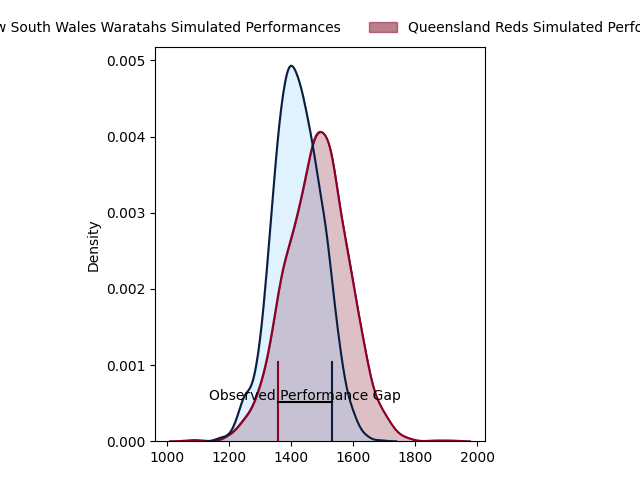 South Wales Waratahs Simulated Performances
Queensland Reds Simulated
0.005
0.004
0.003
0.002
0.001
0.000
Density
Observed Performance Gap
1000 1200 1400 1600 1800 2000